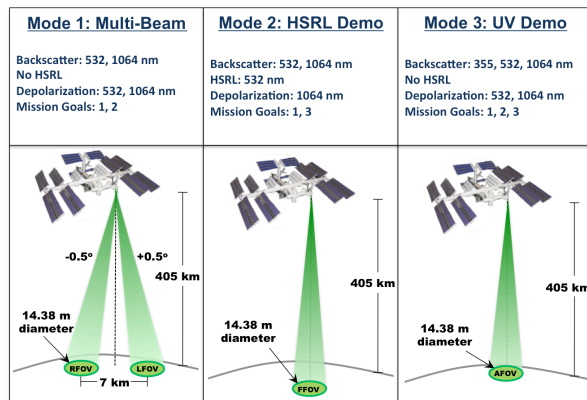 Mode 1: Multi-Beam
Backscatter: 532, 1064 nm
No HSRL
Depolarization: 532, 1064 nm
Mission Goals: 1, 2
-0.5°
+0.5°
405 km
14.38 m
diameter
RFOV
LFOV
7 km
Mode 2: HSRL Demo
Backscatter: 532, 1064 nm
HSRL: 532 nm
Depolarization: 1064 nm
Mission Goals: 1, 3
405 km
14.38 m
diameter
FFOV
Mode 3: UV Demo
Backscatter: 355, 532, 1064 nm
No HSRL
Depolarization: 532, 1064 nm
Mission Goals: 1, 2, 3
405 km
14.38 m
diameter
AFOV